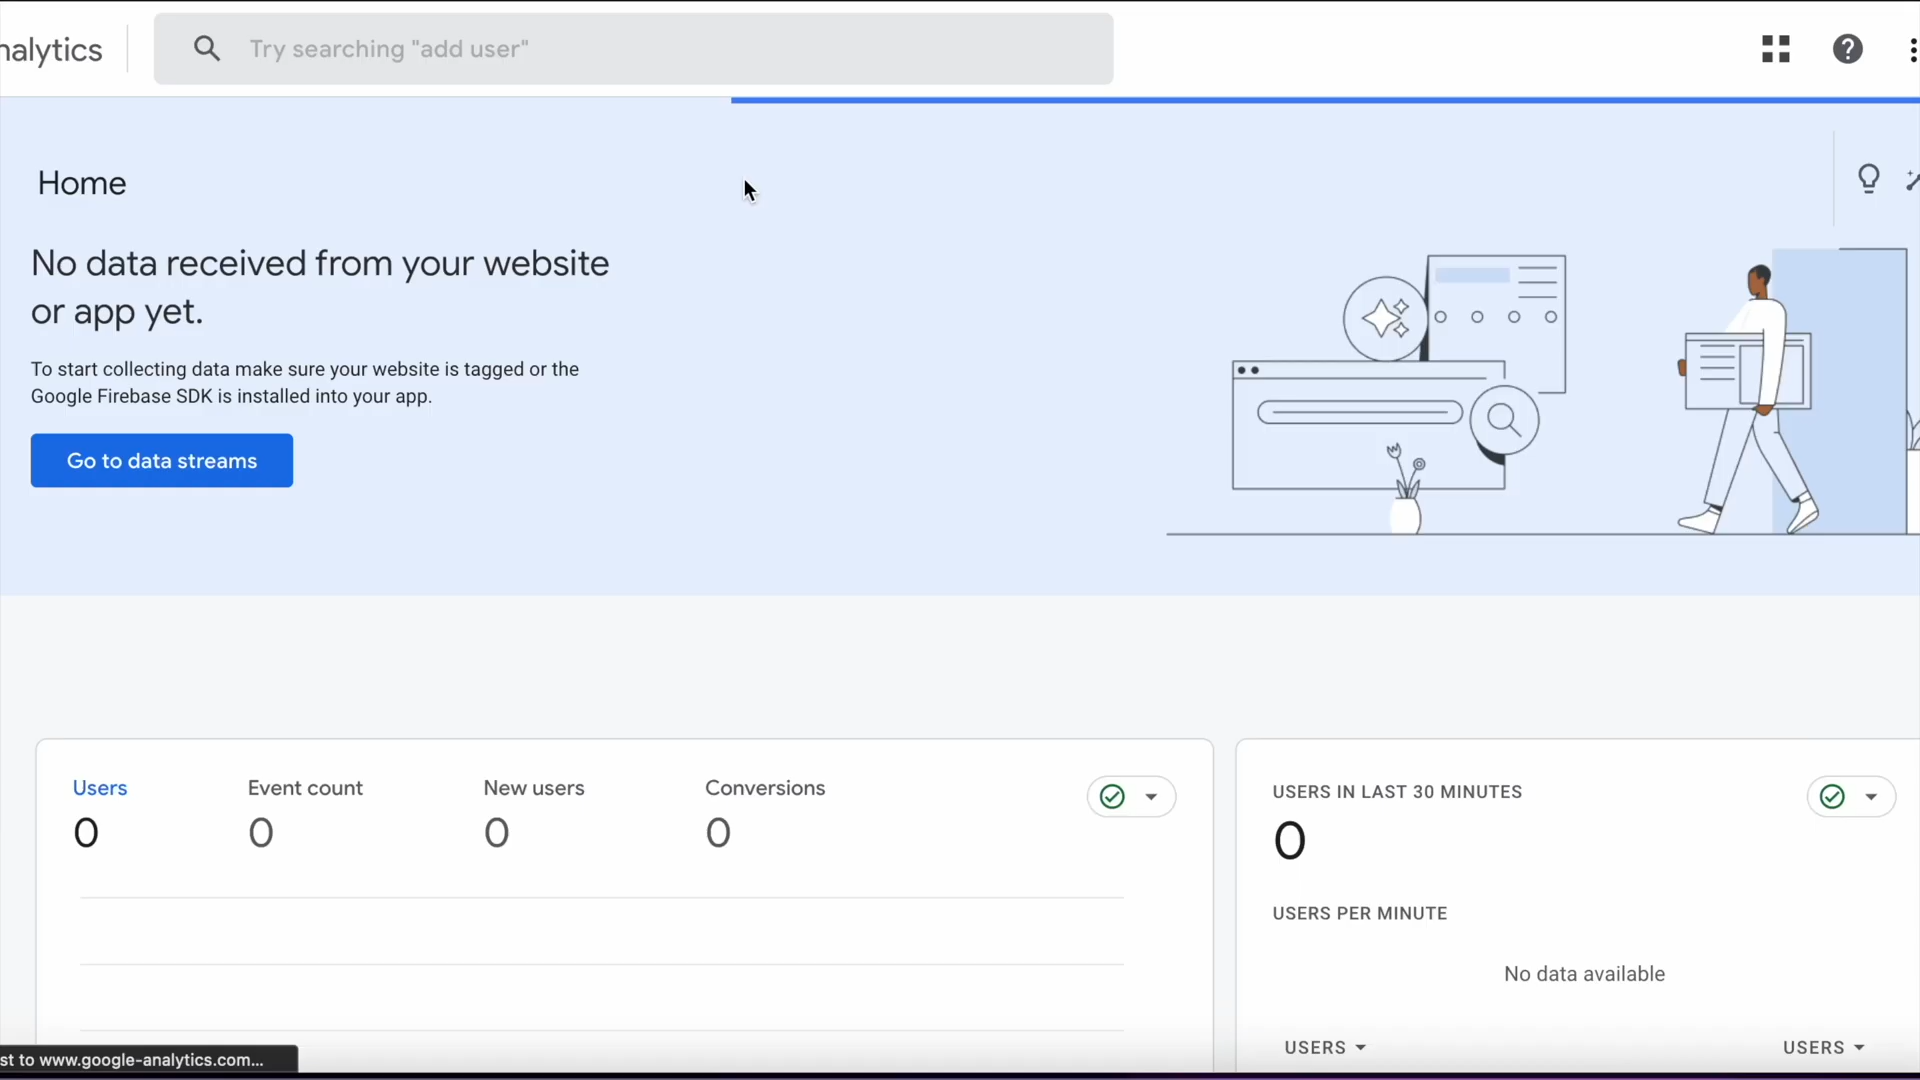 nalytics
Try searching "add user"
Home
No data received from your website
or app yet.
To start collecting data make sure your website is tagged or the
Google Firebase SDK is installed into your app.
Go to data streams
Users
Event count
New users
Conversions
0
0
0
0
USERS IN LAST 30 MINUTES
0
USERS PER MINUTE
No data available
USERS
USERS
st to www.google-analytics.com...